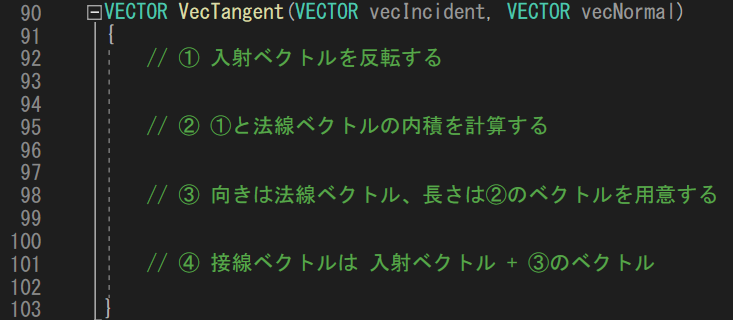 90 VECTOR VecTangent(VECTOR vecIncident, VECTOR vecNormal)
91 {
92 // ① 入射ベクトルを反転する
93
94
95 // ② ①と法線ベクトルの内積を計算する
96
97
98 // ③ 向きは法線ベクトル、長さは②のベクトルを用意する
99
100
101 // ④ 接線ベクトルは 入射ベクトル + ③のベクトル
102
103 }